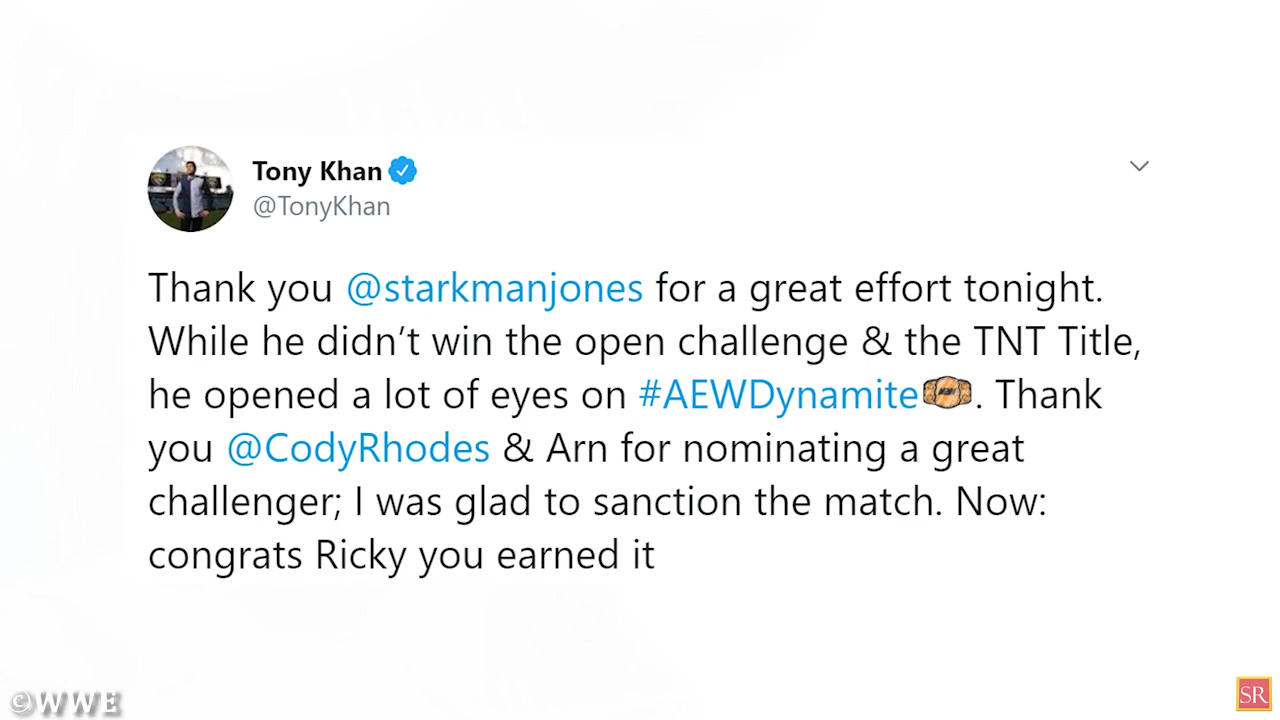 Tony Khan
@TonyKhan
Thank you @starkmanjones for a great effort tonight.
While he didn’t win the open challenge & the TNT Title,
he opened a lot of eyes on #AEWDynamite. Thank
you @CodyRhodes & Arn for nominating a great
challenger; I was glad to sanction the match. Now:
congrats Ricky you earned it
©WWE
SR